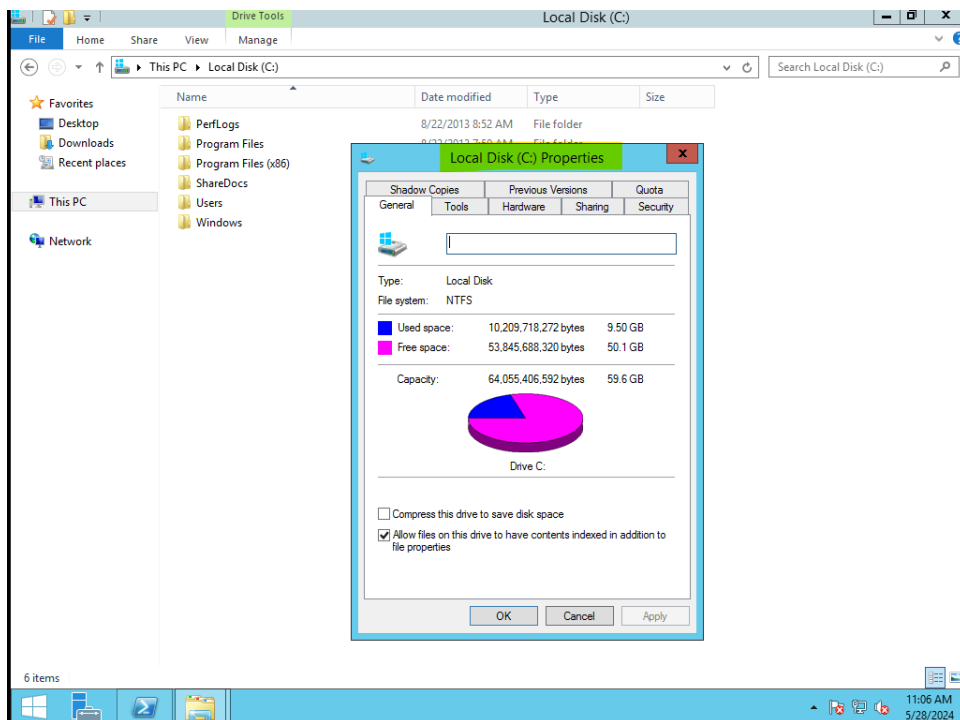 Drive Tools
Local Disk (C:)
File Home Share View Manage
This PC Local Disk (C:)
Search Local Disk (C:)
Favorites
Desktop
Downloads
Recent places
This PC
Network
Name Date modified Type Size
PerfLogs 8/22/2013 8:52 AM File folder
Program Files
Program Files (x86)
ShareDocs
Users
Windows
Local Disk (C:) Properties
Shadow Copies Previous Versions Quota
General Tools Hardware Sharing Security
Type: Local Disk
File system: NTFS
Used space: 10,209,718,272 bytes 9.50 GB
Free space: 53,845,688,320 bytes 50.1 GB
Capacity: 64,055,406,592 bytes 59.6 GB
Drive C:
Compress this drive to save disk space
Allow files on this drive to have contents indexed in addition to
file properties
OK Cancel Apply
6 items
11:06 AM
5/28/2024